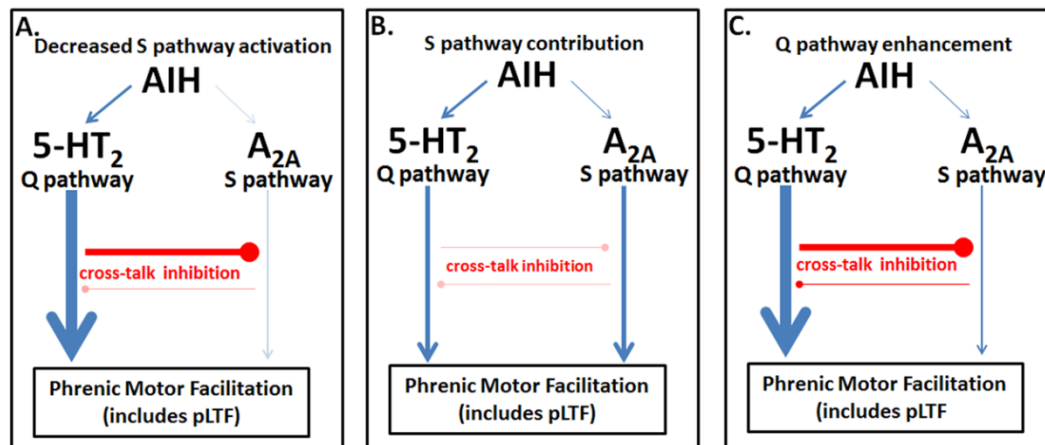 A.
Decreased S pathway activation
AIH
5-HT₂
Q pathway
A₂A
S pathway
cross-talk inhibition
Phrenic Motor Facilitation
(includes pLTF)
B.
S pathway contribution
AIH
5-HT₂
Q pathway
A₂A
S pathway
cross-talk inhibition
Phrenic Motor Facilitation
(includes pLTF)
C.
Q pathway enhancement
AIH
5-HT₂
Q pathway
A₂A
S pathway
cross-talk inhibition
Phrenic Motor Facilitation
(includes pLTF